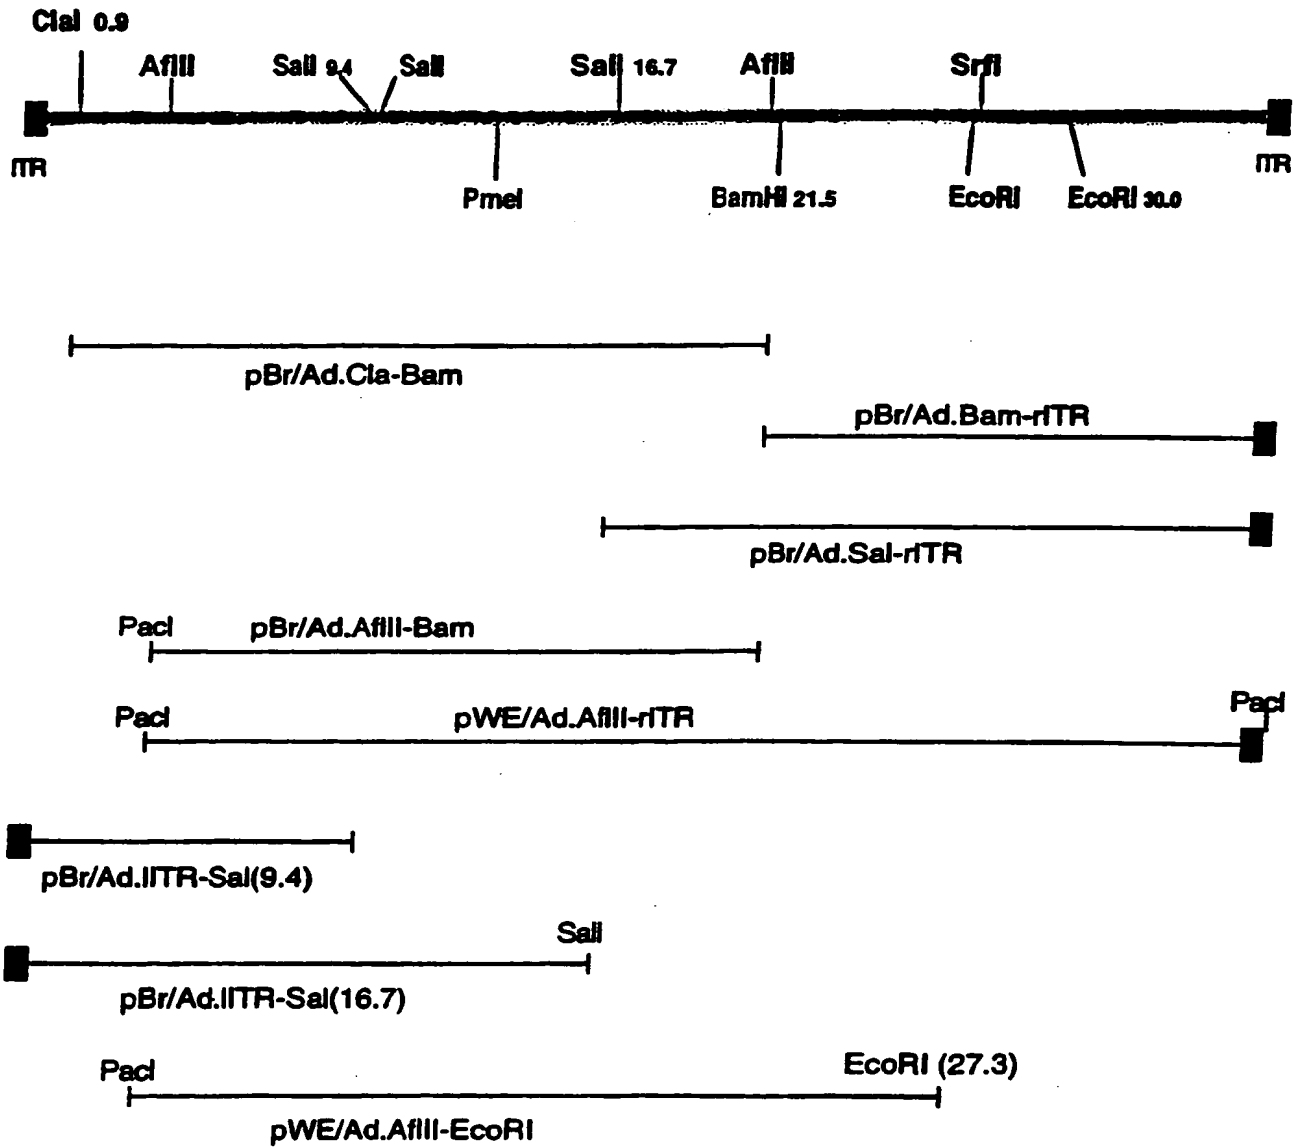 ClaI 0.9
AflII SalI 9.4 SalI SalI 16.7 AflII SrfI
ITR ITR
PmeI BamHI 21.5 EcoRI EcoRI 30.0
pBr/Ad.Cla-Bam
pBr/Ad.Bam-rITR
pBr/Ad.Sal-rITR
PacI pBr/Ad.AflII-Bam
PacI pWE/Ad.AflII-rITR PacI
pBr/Ad.lITR-Sal(9.4)
SalI
pBr/Ad.lITR-Sal(16.7)
PacI EcoRI (27.3)
pWE/Ad.AflII-EcoRI